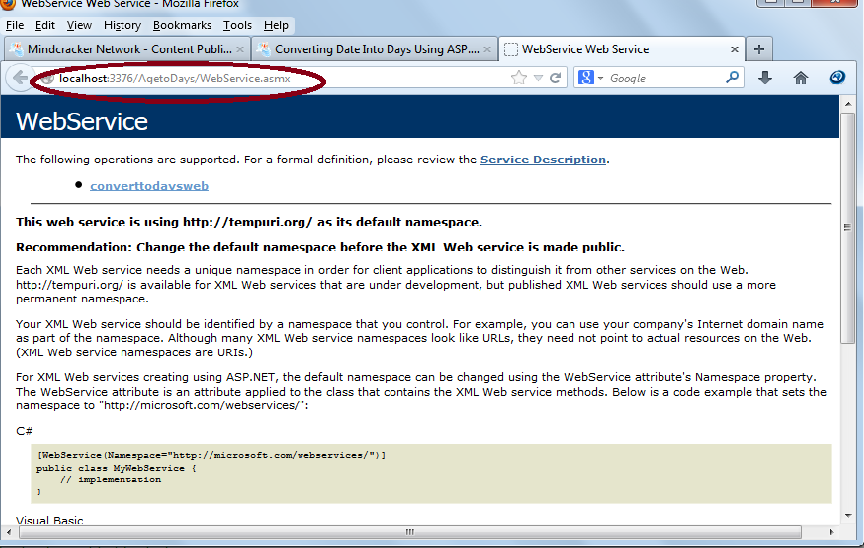 WebService Web Service - Mozilla Firefox
File Edit View History Bookmarks Tools Help
Mindcracker Network - Content Publi... × Converting Date Into Days Using ASP.... × WebService Web Service × +
localhost:3376/AgetoDays/WebService.asmx Google
WebService
The following operations are supported. For a formal definition, please review the Service Description.
• converttodaysweb
This web service is using http://tempuri.org/ as its default namespace.
Recommendation: Change the default namespace before the XML Web service is made public.
Each XML Web service needs a unique namespace in order for client applications to distinguish it from other services on the Web.
http://tempuri.org/ is available for XML Web services that are under development, but published XML Web services should use a more
permanent namespace.
Your XML Web service should be identified by a namespace that you control. For example, you can use your company's Internet domain name
as part of the namespace. Although many XML Web service namespaces look like URLs, they need not point to actual resources on the Web.
(XML Web service namespaces are URIs.)
For XML Web services creating using ASP.NET, the default namespace can be changed using the WebService attribute's Namespace property.
The WebService attribute is an attribute applied to the class that contains the XML Web service methods. Below is a code example that sets the
namespace to "http://microsoft.com/webservices/":
C#
[WebService(Namespace="http://microsoft.com/webservices/")]
public class MyWebService {
// implementation
}
Visual Basic